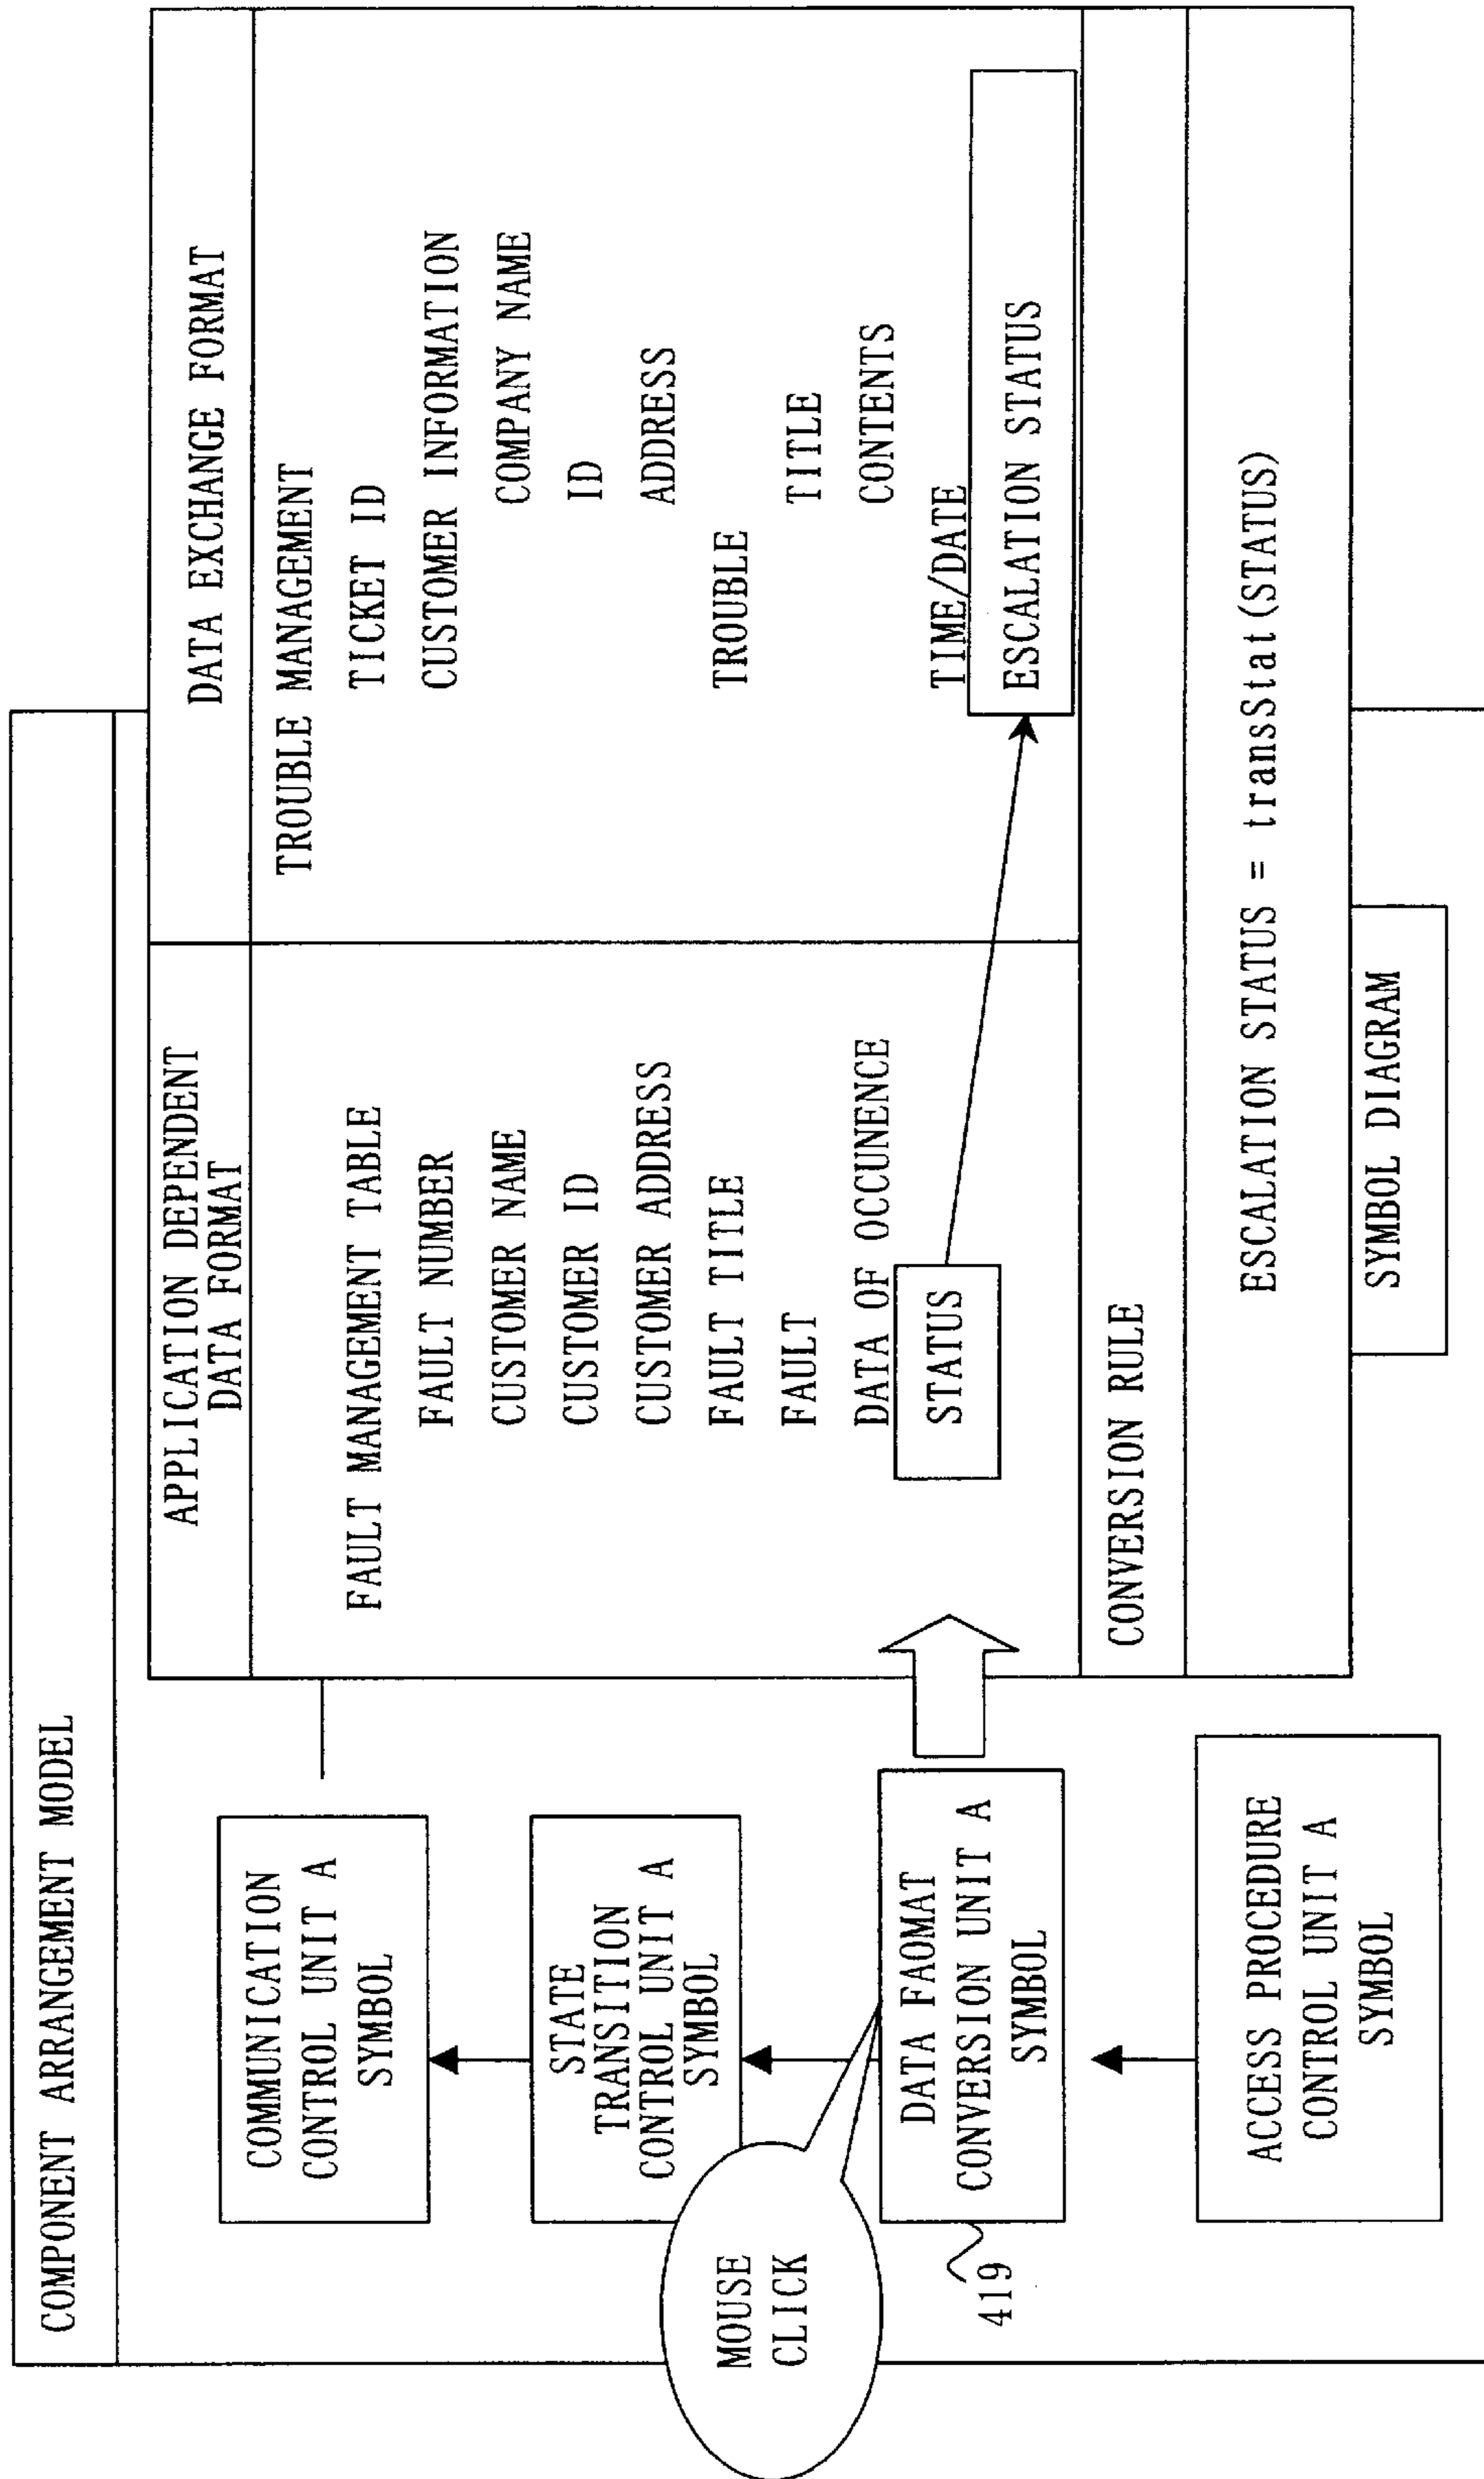 COMPONENT ARRANGEMENT MODEL
COMMUNICATION
CONTROL UNIT A
SYMBOL
STATE
TRANSITION
CONTROL UNIT A
SYMBOL
MOUSE
CLICK
DATA FAOMAT
CONVERSION UNIT A
SYMBOL
419
ACCESS PROCEDURE
CONTROL UNIT A
SYMBOL
APPLICATION DEPENDENT
DATA FORMAT
FAULT MANAGEMENT TABLE
FAULT NUMBER
CUSTOMER NAME
CUSTOMER ID
CUSTOMER ADDRESS
FAULT TITLE
FAULT
DATA OF OCCUNENCE
STATUS
DATA EXCHANGE FORMAT
TROUBLE MANAGEMENT
TICKET ID
CUSTOMER INFORMATION
COMPANY NAME
ID
ADDRESS
TROUBLE
TITLE
CONTENTS
TIME/DATE
ESCALATION STATUS
CONVERSION RULE
ESCALATION STATUS = transStat(STATUS)
SYMBOL DIAGRAM